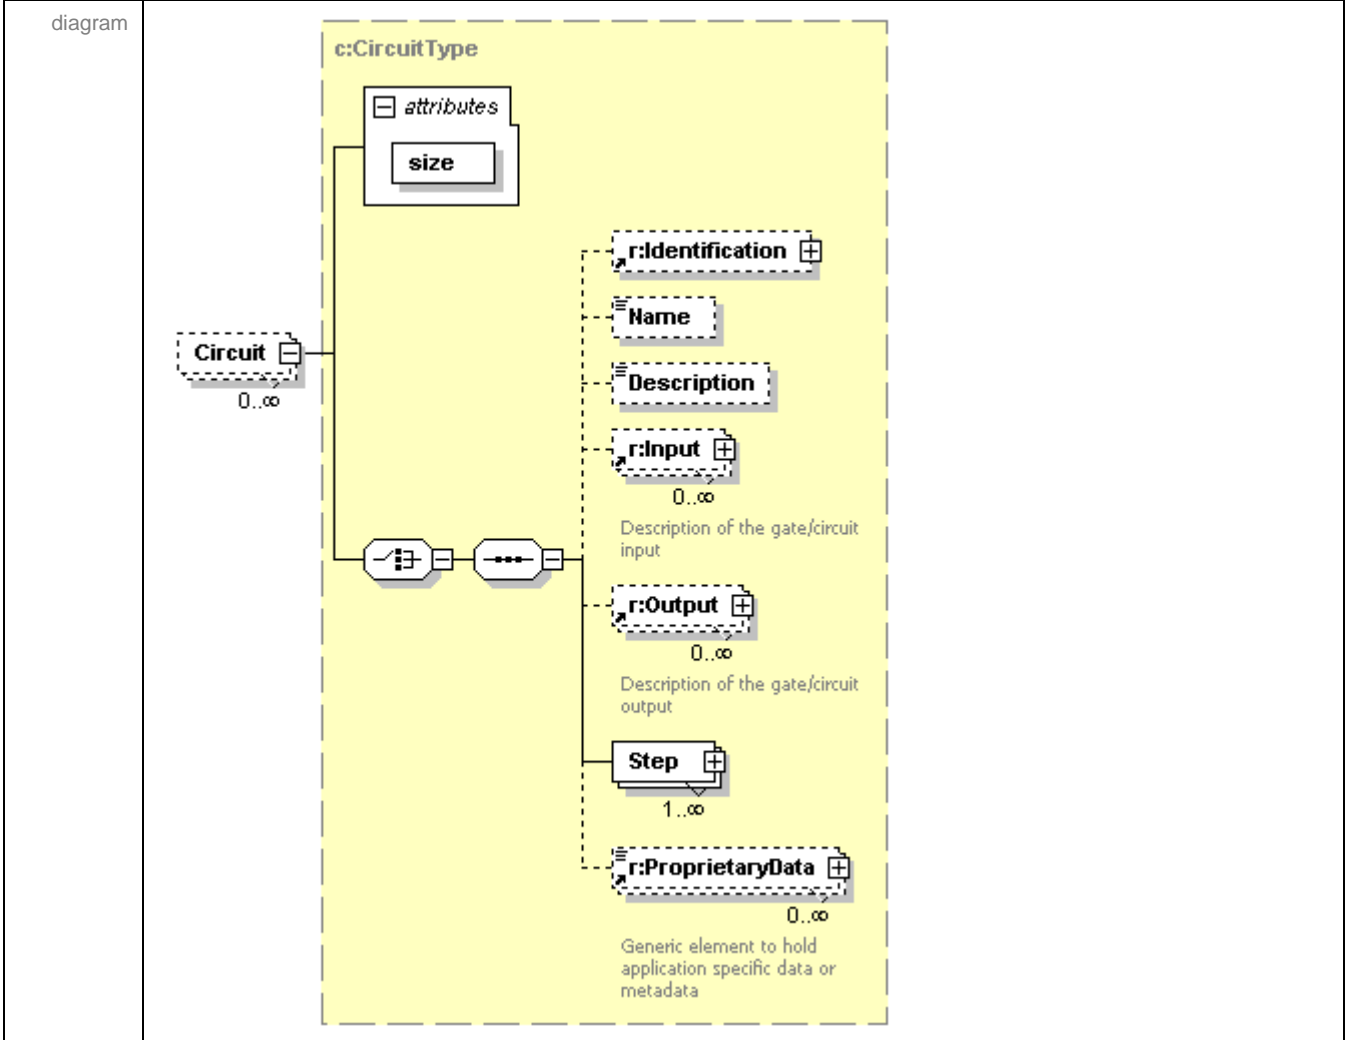 diagram
c:CircuitType
attributes
size
r:Identification
Name
Description
Circuit
0..∞
r:Input
0..∞
Description of the gate/circuit
input
r:Output
0..∞
Description of the gate/circuit
output
Step
1..∞
r:ProprietaryData
0..∞
Generic element to hold
application specific data or
metadata